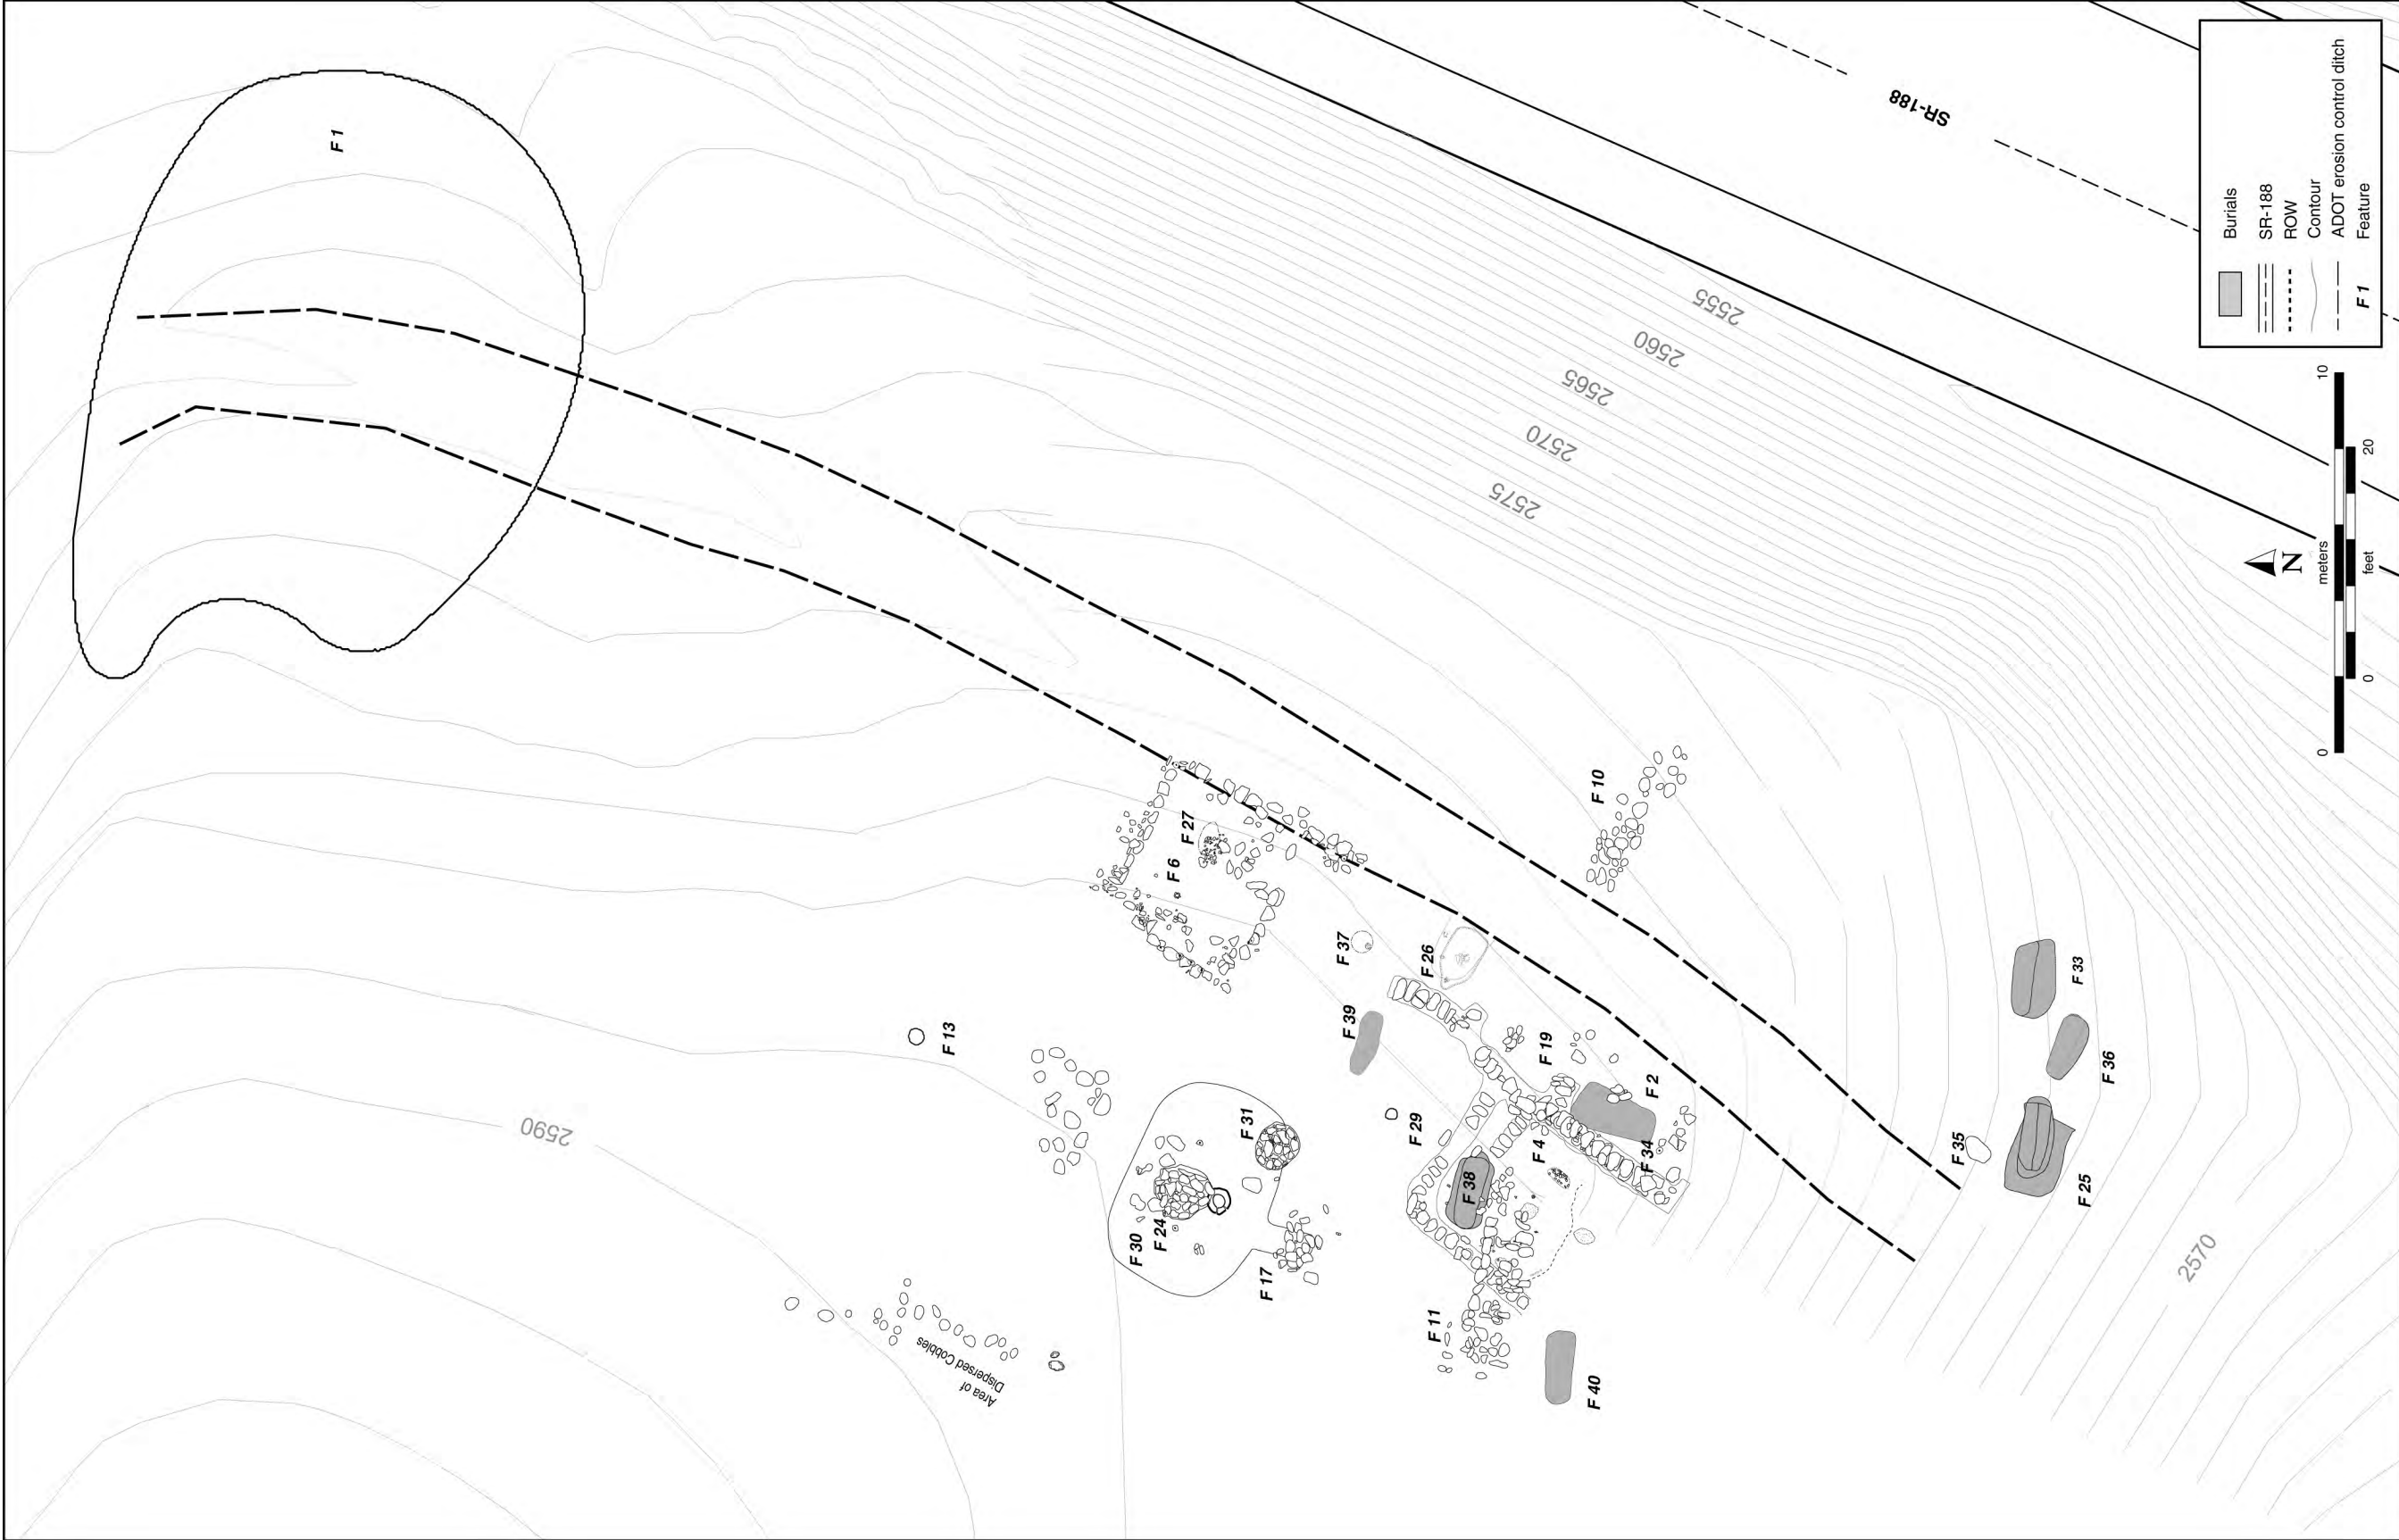 F 1
SR-188
2555
2560
2565
2570
2575
F 10
F 27
F 6
F 37
F 26
F 39
F 13
F 19
F 2
F 29
F 4
F 34
F 38
F 31
F 30
F 24
F 17
F 11
F 40
2590
Area of
Dispersed Cobbles
F 33
F 36
F 35
F 25
2570
Burials
SR-188
ROW
Contour
ADOT erosion control ditch
F 1 Feature
N
0 meters 10
0 feet 20